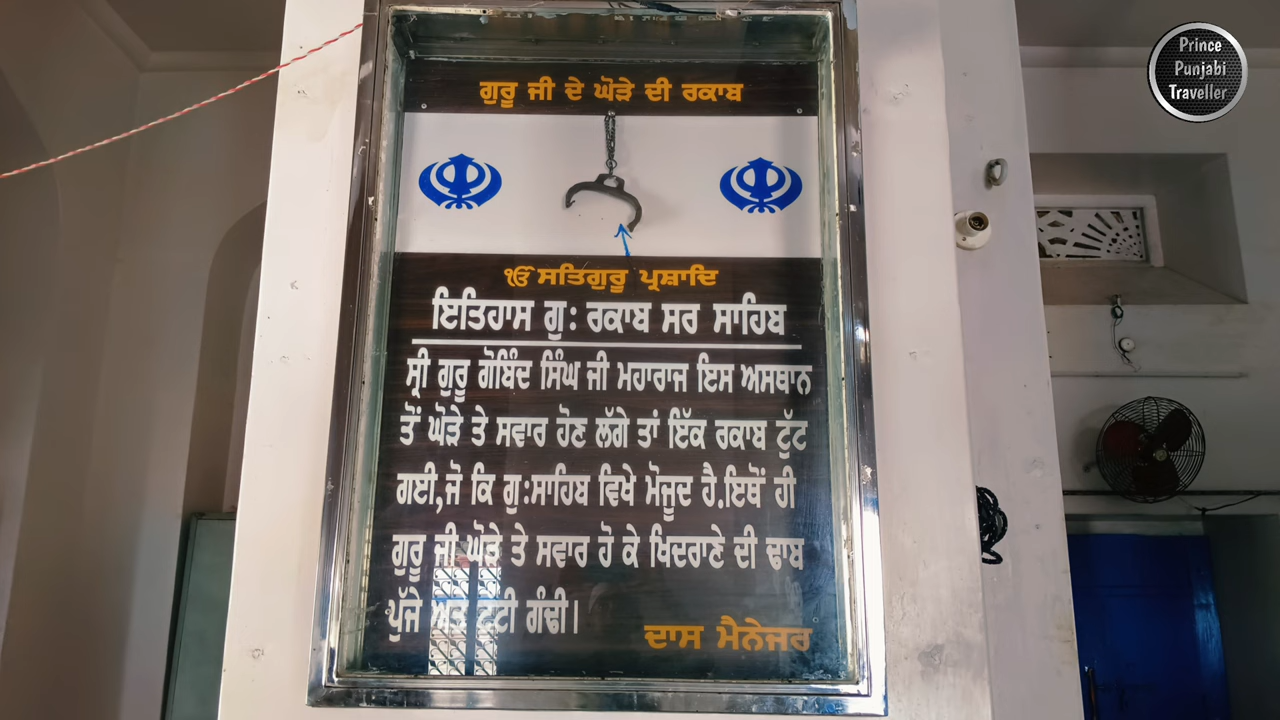 Prince
Punjabi
Traveller
ਗੁਰੂ ਜੀ ਦੇ ਘੋੜੇ ਦੀ ਰਕਾਬ
ੴ ਸਤਿਗੁਰੂ ਪ੍ਰਸ਼ਾਦਿ
ਇਤਿਹਾਸ ਗੁ: ਰਕਾਬ ਸਰ ਸਾਹਿਬ
ਸ੍ਰੀ ਗੁਰੂ ਗੋਬਿੰਦ ਸਿੰਘ ਜੀ ਮਹਾਰਾਜ ਇਸ ਅਸਥਾਨ
ਤੋਂ ਘੋੜੇ ਤੇ ਸਵਾਰ ਹੋਣ ਲੱਗੇ ਤਾਂ ਇੱਕ ਰਕਾਬ ਟੁੱਟ
ਗਈ,ਜੋ ਕਿ ਗੁ:ਸਾਹਿਬ ਵਿਖੇ ਮੌਜੂਦ ਹੈ.ਇਥੋਂ ਹੀ
ਗੁਰੂ ਜੀ ਘੋੜੇ ਤੇ ਸਵਾਰ ਹੋ ਕੇ ਖਿਦਰਾਣੇ ਦੀ ਢਾਬ
ਪੁੱਜੇ ਅਤੇ ਟੁੱਟੀ ਗੰਢੀ।
ਦਾਸ ਮੈਨੇਜਰ